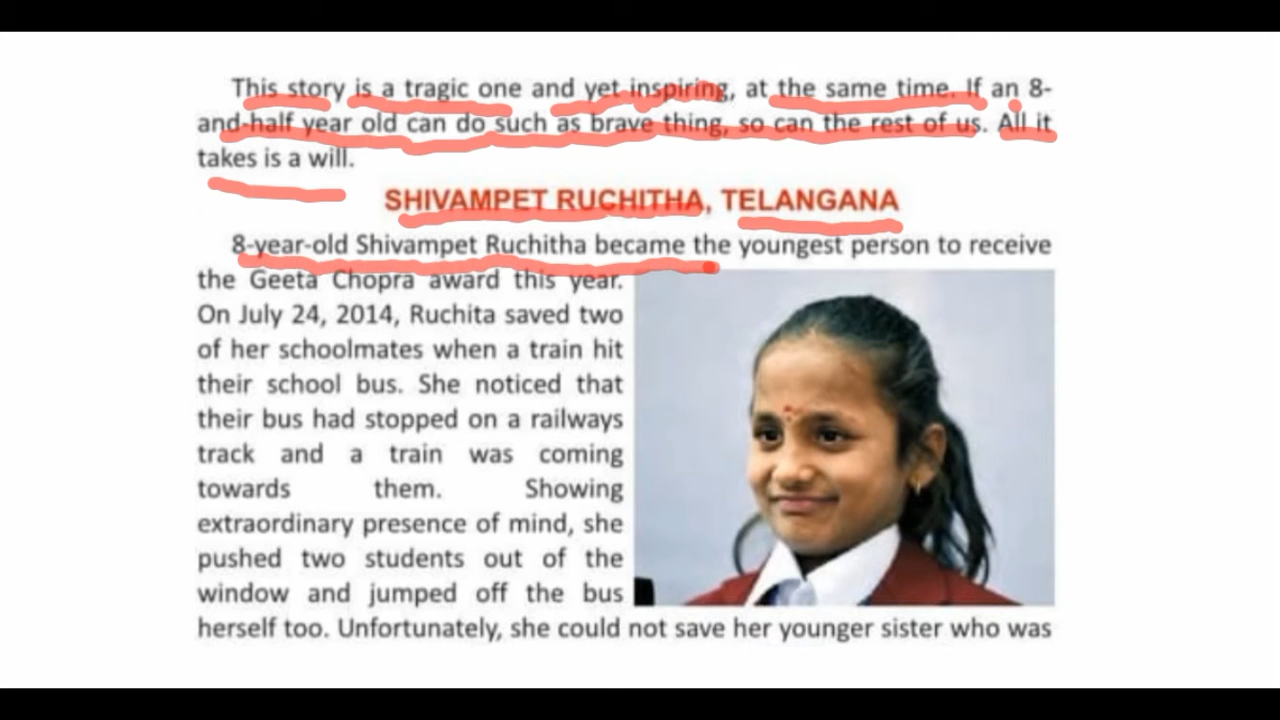 This story is a tragic one and yet inspiring, at the same time. If an 8-
and-half year old can do such as brave thing, so can the rest of us. All it
takes is a will.
SHIVAMPET RUCHITHA, TELANGANA
8-year-old Shivampet Ruchitha became the youngest person to receive
the Geeta Chopra award this year.
On July 24, 2014, Ruchita saved two
of her schoolmates when a train hit
their school bus. She noticed that
their bus had stopped on a railways
track and a train was coming
towards them. Showing
extraordinary presence of mind, she
pushed two students out of the
window and jumped off the bus
herself too. Unfortunately, she could not save her younger sister who was